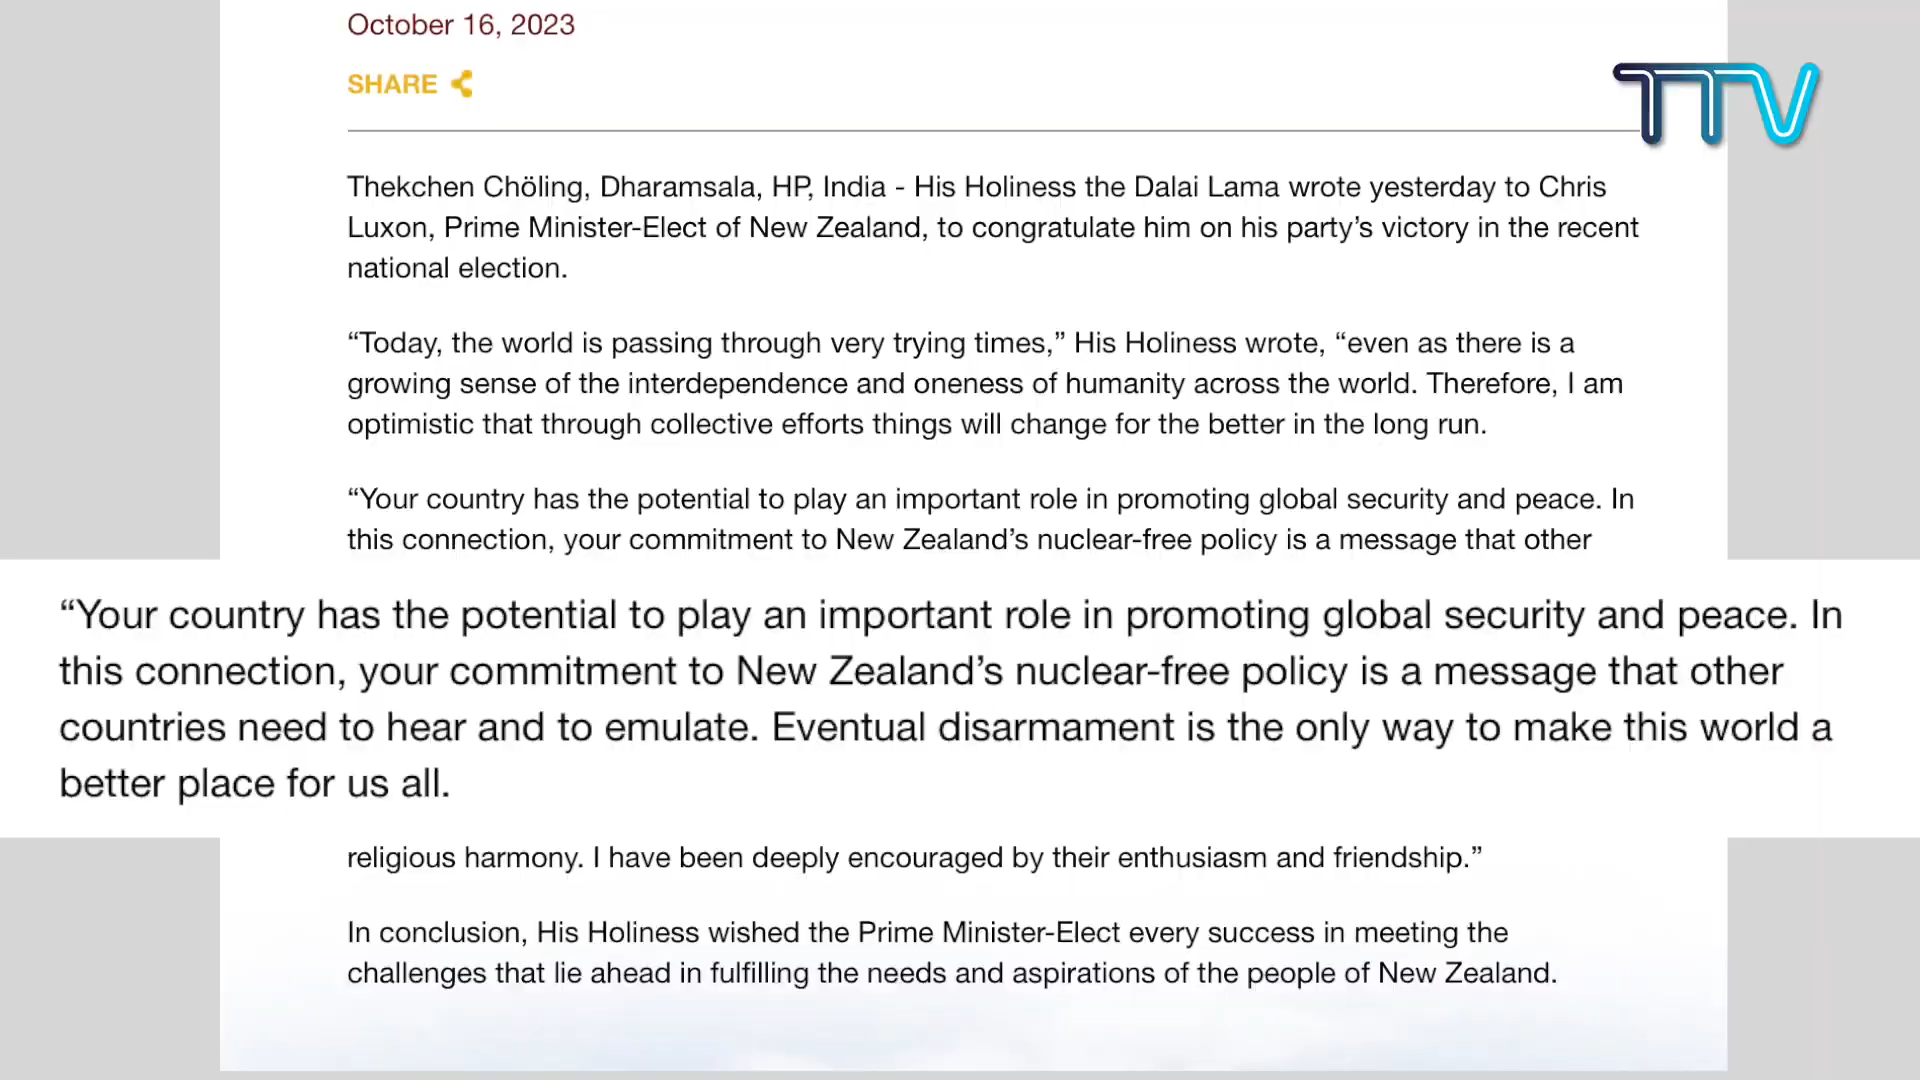 October 16, 2023
SHARE
TTV
Thekchen Chöling, Dharamsala, HP, India - His Holiness the Dalai Lama wrote yesterday to Chris
Luxon, Prime Minister-Elect of New Zealand, to congratulate him on his party’s victory in the recent
national election.
“Today, the world is passing through very trying times,” His Holiness wrote, “even as there is a
growing sense of the interdependence and oneness of humanity across the world. Therefore, I am
optimistic that through collective efforts things will change for the better in the long run.
“Your country has the potential to play an important role in promoting global security and peace. In
this connection, your commitment to New Zealand’s nuclear-free policy is a message that other
“Your country has the potential to play an important role in promoting global security and peace. In
this connection, your commitment to New Zealand’s nuclear-free policy is a message that other
countries need to hear and to emulate. Eventual disarmament is the only way to make this world a
better place for us all.
religious harmony. I have been deeply encouraged by their enthusiasm and friendship.”
In conclusion, His Holiness wished the Prime Minister-Elect every success in meeting the
challenges that lie ahead in fulfilling the needs and aspirations of the people of New Zealand.